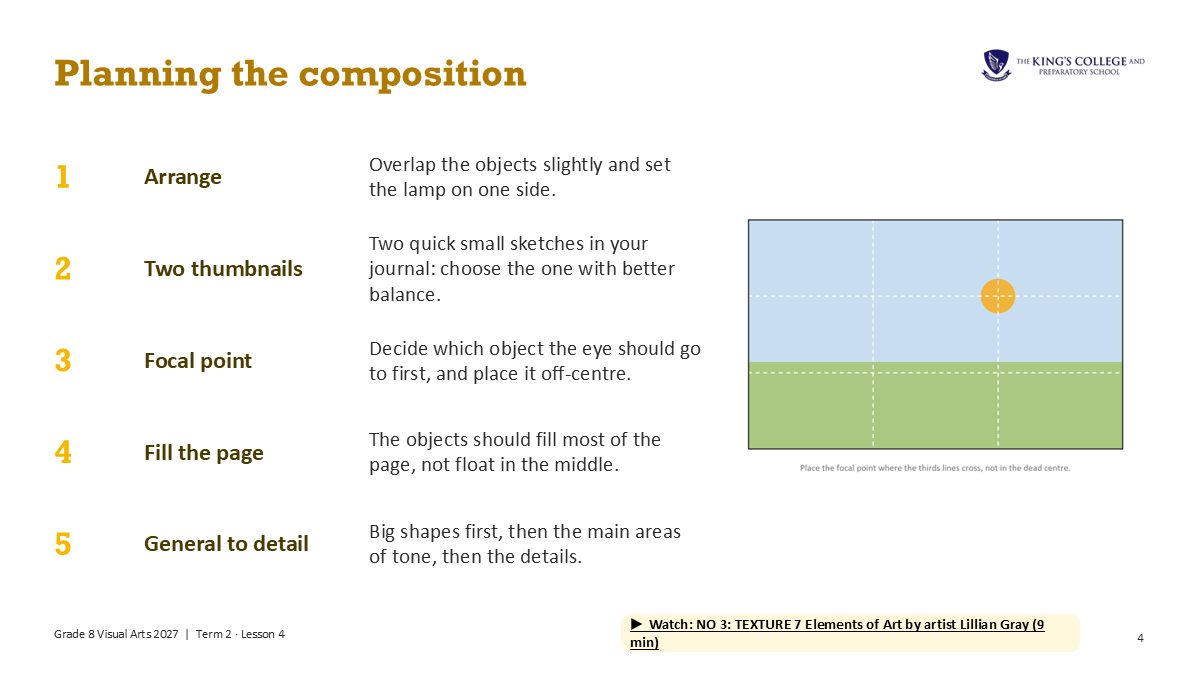 Planning the composition
THE KING'S COLLEGE AND
PREPARATORY SCHOOL
1
Arrange
Overlap the objects slightly and set
the lamp on one side.
2
Two thumbnails
Two quick small sketches in your
journal: choose the one with better
balance.
3
Focal point
Decide which object the eye should go
to first, and place it off-centre.
4
Fill the page
The objects should fill most of the
page, not float in the middle.
5
General to detail
Big shapes first, then the main areas
of tone, then the details.
Place the focal point where the thirds lines cross, not in the dead centre.
Grade 8 Visual Arts 2027 | Term 2 · Lesson 4
▶ Watch: NO 3: TEXTURE 7 Elements of Art by artist Lillian Gray (9
min)
4